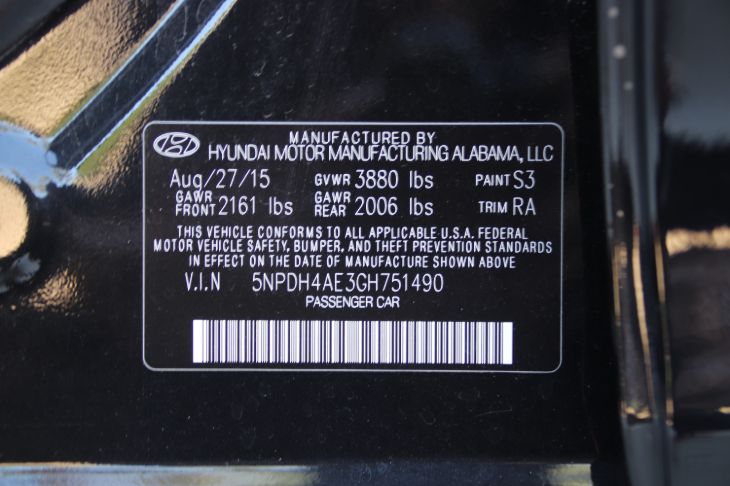 MANUFACTURED BY
HYUNDAI MOTOR MANUFACTURING ALABAMA, LLC
Aug/27/15 GVWR 3880 lbs PAINT S3
GAWR FRONT 2161 lbs GAWR REAR 2006 lbs TRIM RA
THIS VEHICLE CONFORMS TO ALL APPLICABLE U.S.A. FEDERAL
MOTOR VEHICLE SAFETY, BUMPER, AND THEFT PREVENTION STANDARDS
IN EFFECT ON THE DATE OF MANUFACTURE SHOWN ABOVE
V.I.N 5NPDH4AE3GH751490
PASSENGER CAR